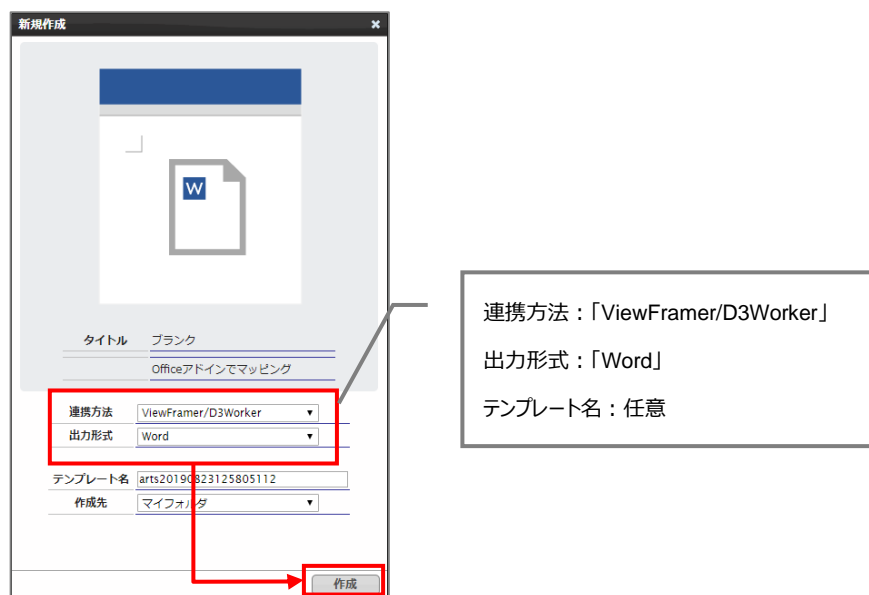 新規作成 ×
W
タイトル ブランク
Officeアドインでマッピング
連携方法 ViewFramer/D3Worker
出力形式 Word
テンプレート名 arts20190823125805112
作成先 マイフォルダ
作成
連携方法：「ViewFramer/D3Worker」
出力形式：「Word」
テンプレート名：任意